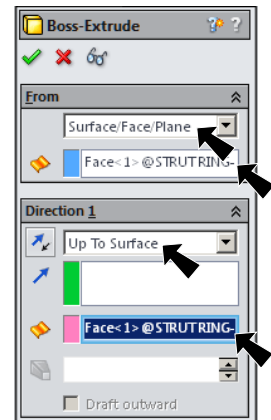 Boss-Extrude ?
From
Surface/Face/Plane
Face<1>@STRUTRING-
Direction 1
Up To Surface
Face<1>@STRUTRING-
Draft outward